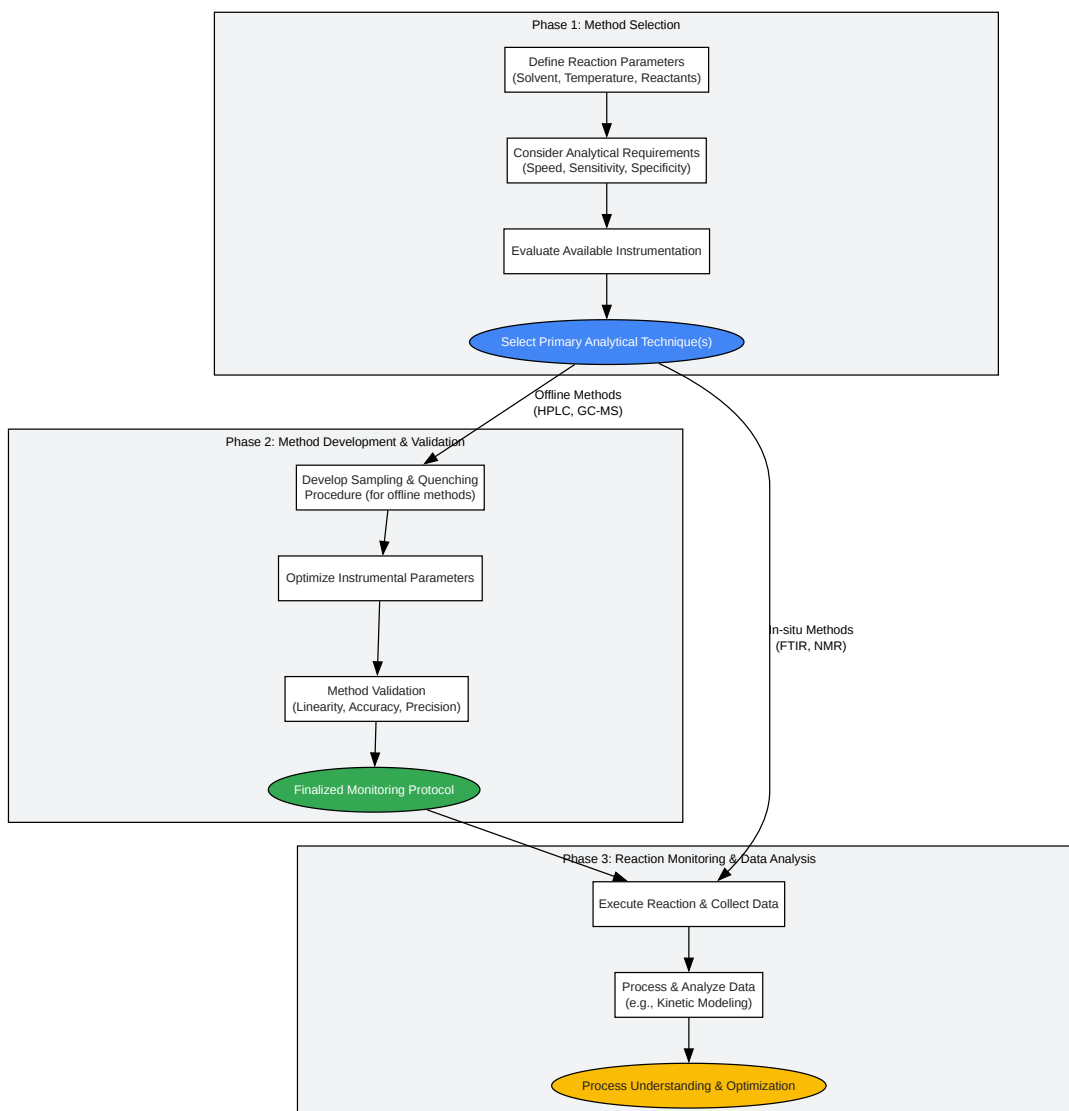 Phase 1: Method Selection
Define Reaction Parameters
(Solvent, Temperature, Reactants)
Consider Analytical Requirements
(Speed, Sensitivity, Specificity)
Evaluate Available Instrumentation
Select Primary Analytical Technique(s)
Offline Methods
(HPLC, GC-MS)
Phase 2: Method Development & Validation
Develop Sampling & Quenching
Procedure (for offline methods)
Optimize Instrumental Parameters
In-situ Methods
(FTIR, NMR)
Method Validation
(Linearity, Accuracy, Precision)
Finalized Monitoring Protocol
Phase 3: Reaction Monitoring & Data Analysis
Execute Reaction & Collect Data
Process & Analyze Data
(e.g., Kinetic Modeling)
Process Understanding & Optimization